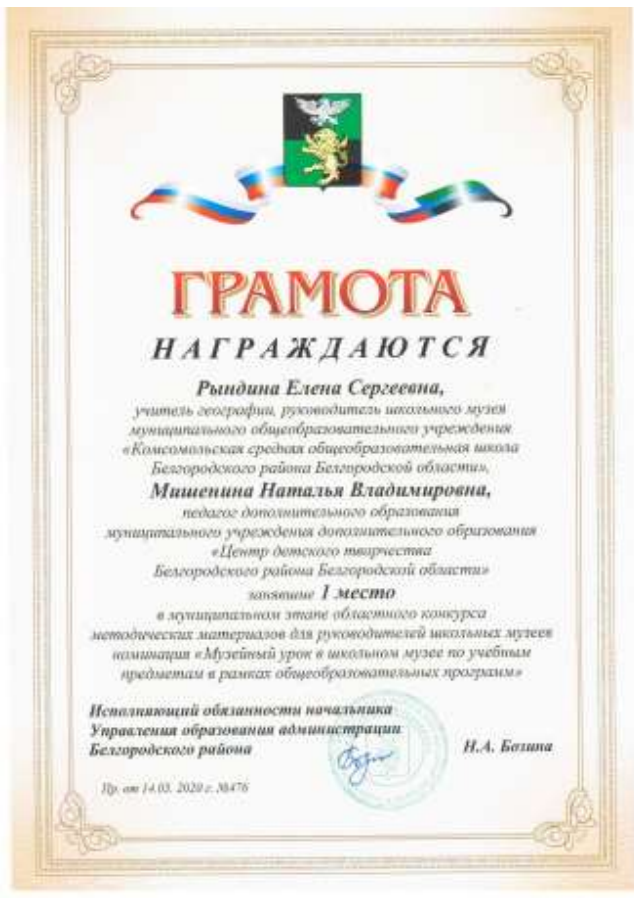 ГРАМОТА
НАГРАЖДАЮТСЯ
Рындина Елена Сергеевна,
учитель географии, руководитель школьного музея
муниципального общеобразовательного учреждения
«Комсомольская средняя общеобразовательная школа
Белгородского района Белгородской области»,
Мишенина Наталья Владимировна,
педагог дополнительного образования
муниципального учреждения дополнительного образования
«Центр детского творчества
Белгородского района Белгородской области»
занявшие I место
в муниципальном этапе областного конкурса
методических материалов для руководителей школьных музеев
номинация «Музейный урок в школьном музее по учебным
предметам в рамках общеобразовательных программ»
Исполняющий обязанности начальника
Управления образования администрации
Белгородского района
Н.А. Бозина
Пр. от 14.03. 2020 г. №476